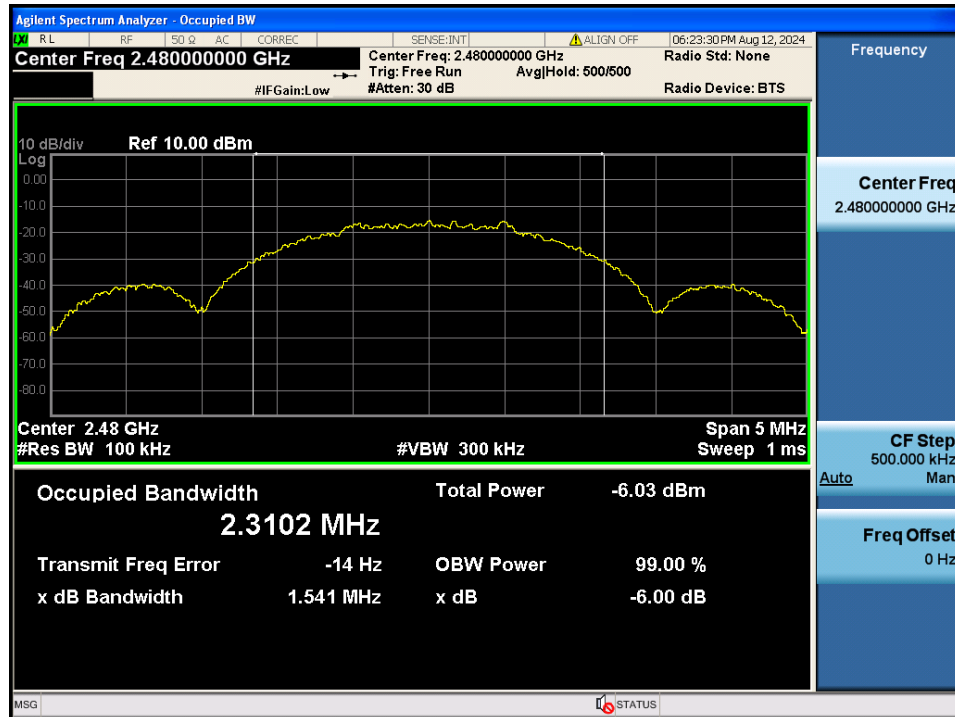 Agilent Spectrum Analyzer - Occupied BW
LXI RL RF 50 Ω AC CORREC SENSE:INT ALIGN OFF 06:23:30 PM Aug 12, 2024
Center Freq 2.480000000 GHz
Center Freq: 2.480000000 GHz
Radio Std: None
Trig: Free Run Avg|Hold: 500/500
#IFGain:Low
#Atten: 30 dB
Radio Device: BTS
10 dB/div Ref 10.00 dBm
Log
0.00
-10.0
-20.0
-30.0
-40.0
-50.0
-60.0
-70.0
-80.0
Center 2.48 GHz Span 5 MHz
#Res BW 100 kHz #VBW 300 kHz Sweep 1 ms
Occupied Bandwidth Total Power -6.03 dBm
2.3102 MHz
Transmit Freq Error -14 Hz OBW Power 99.00 %
x dB Bandwidth 1.541 MHz x dB -6.00 dB
MSG STATUS
Frequency
Center Freq
2.480000000 GHz
CF Step
500.000 kHz
Auto Man
Freq Offset
0 Hz